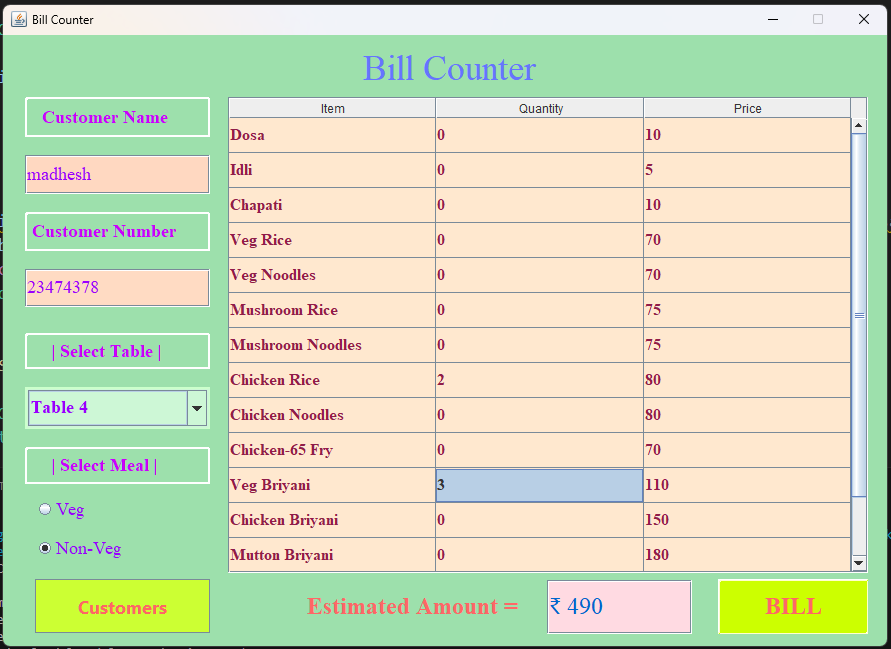 Bill Counter
Bill Counter
Customer Name
madhesh
Customer Number
23474378
| Select Table |
Table 4
| Select Meal |
Veg
Non-Veg
Customers
Item Quantity Price
Dosa 0 10
Idli 0 5
Chapati 0 10
Veg Rice 0 70
Veg Noodles 0 70
Mushroom Rice 0 75
Mushroom Noodles 0 75
Chicken Rice 2 80
Chicken Noodles 0 80
Chicken-65 Fry 0 70
Veg Briyani 3 110
Chicken Briyani 0 150
Mutton Briyani 0 180
Estimated Amount = ₹ 490
BILL